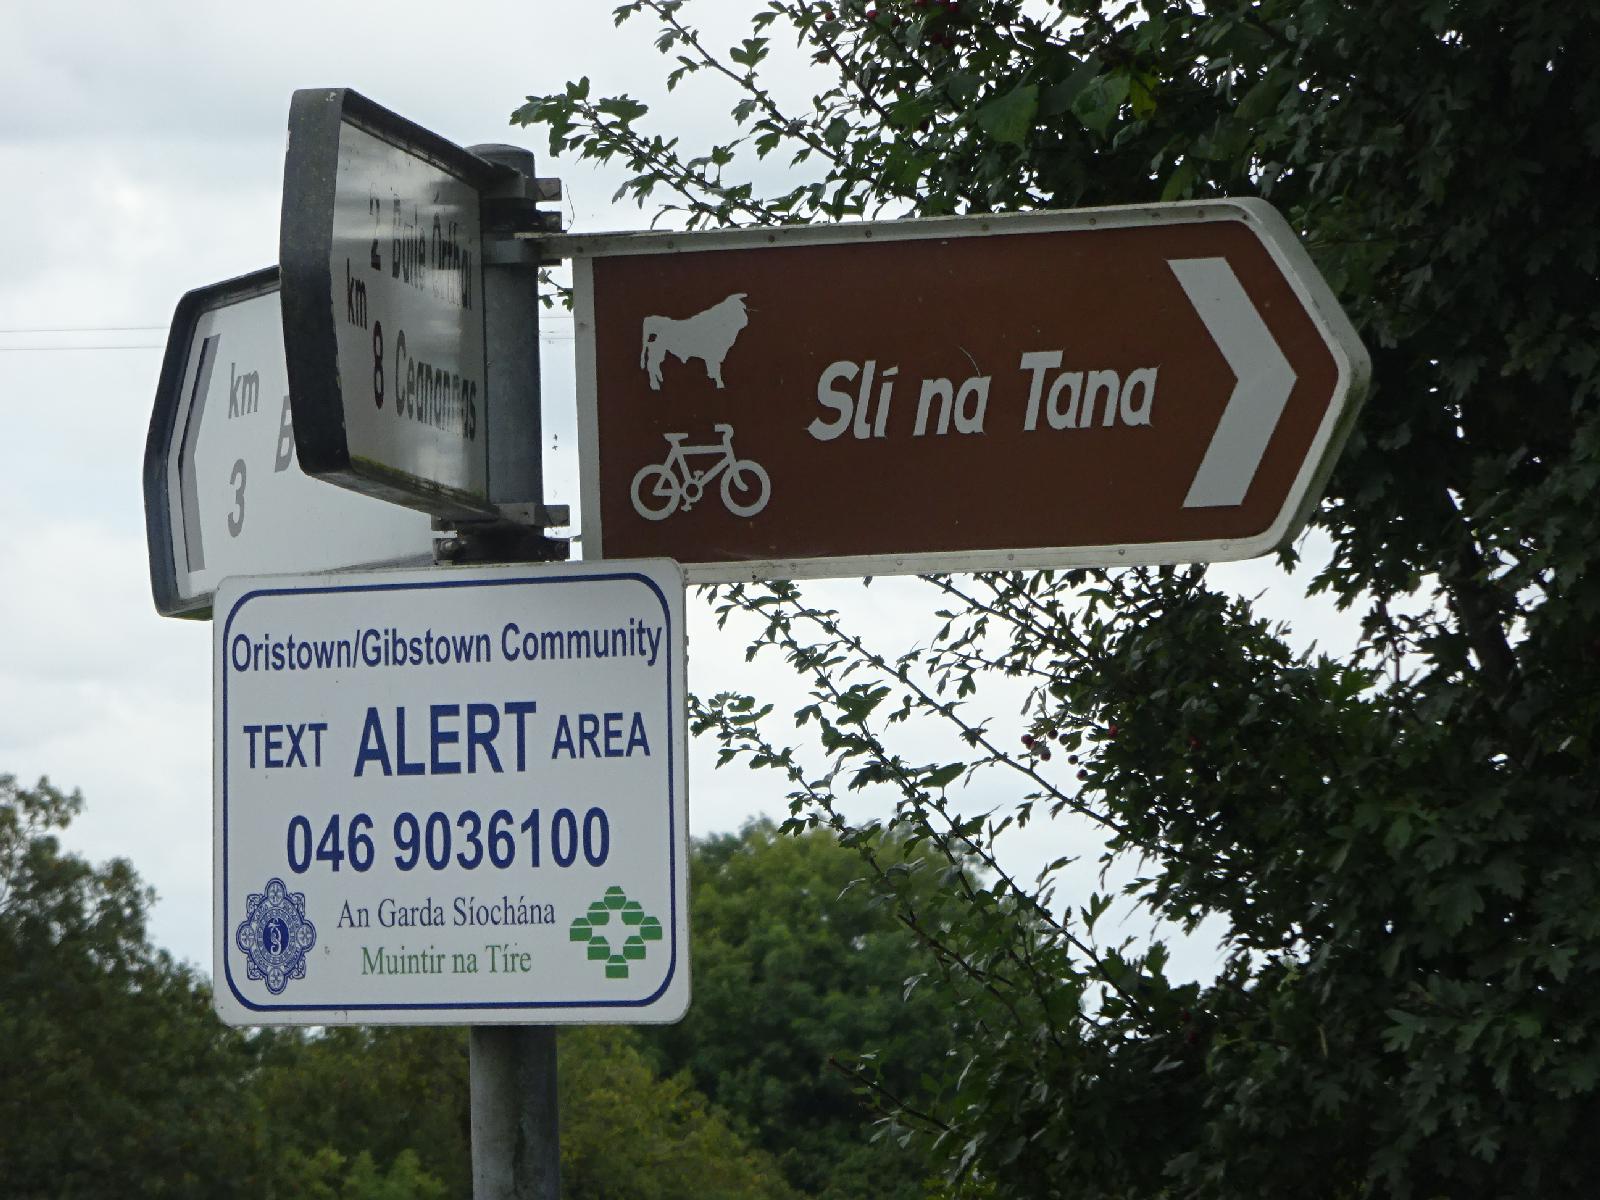 2 Baile Órthaí
km
8 Ceanannas
km
3
Slí na Tana
Oristown/Gibstown Community
TEXT ALERT AREA
046 9036100
An Garda Síochána
Muintir na Tíre